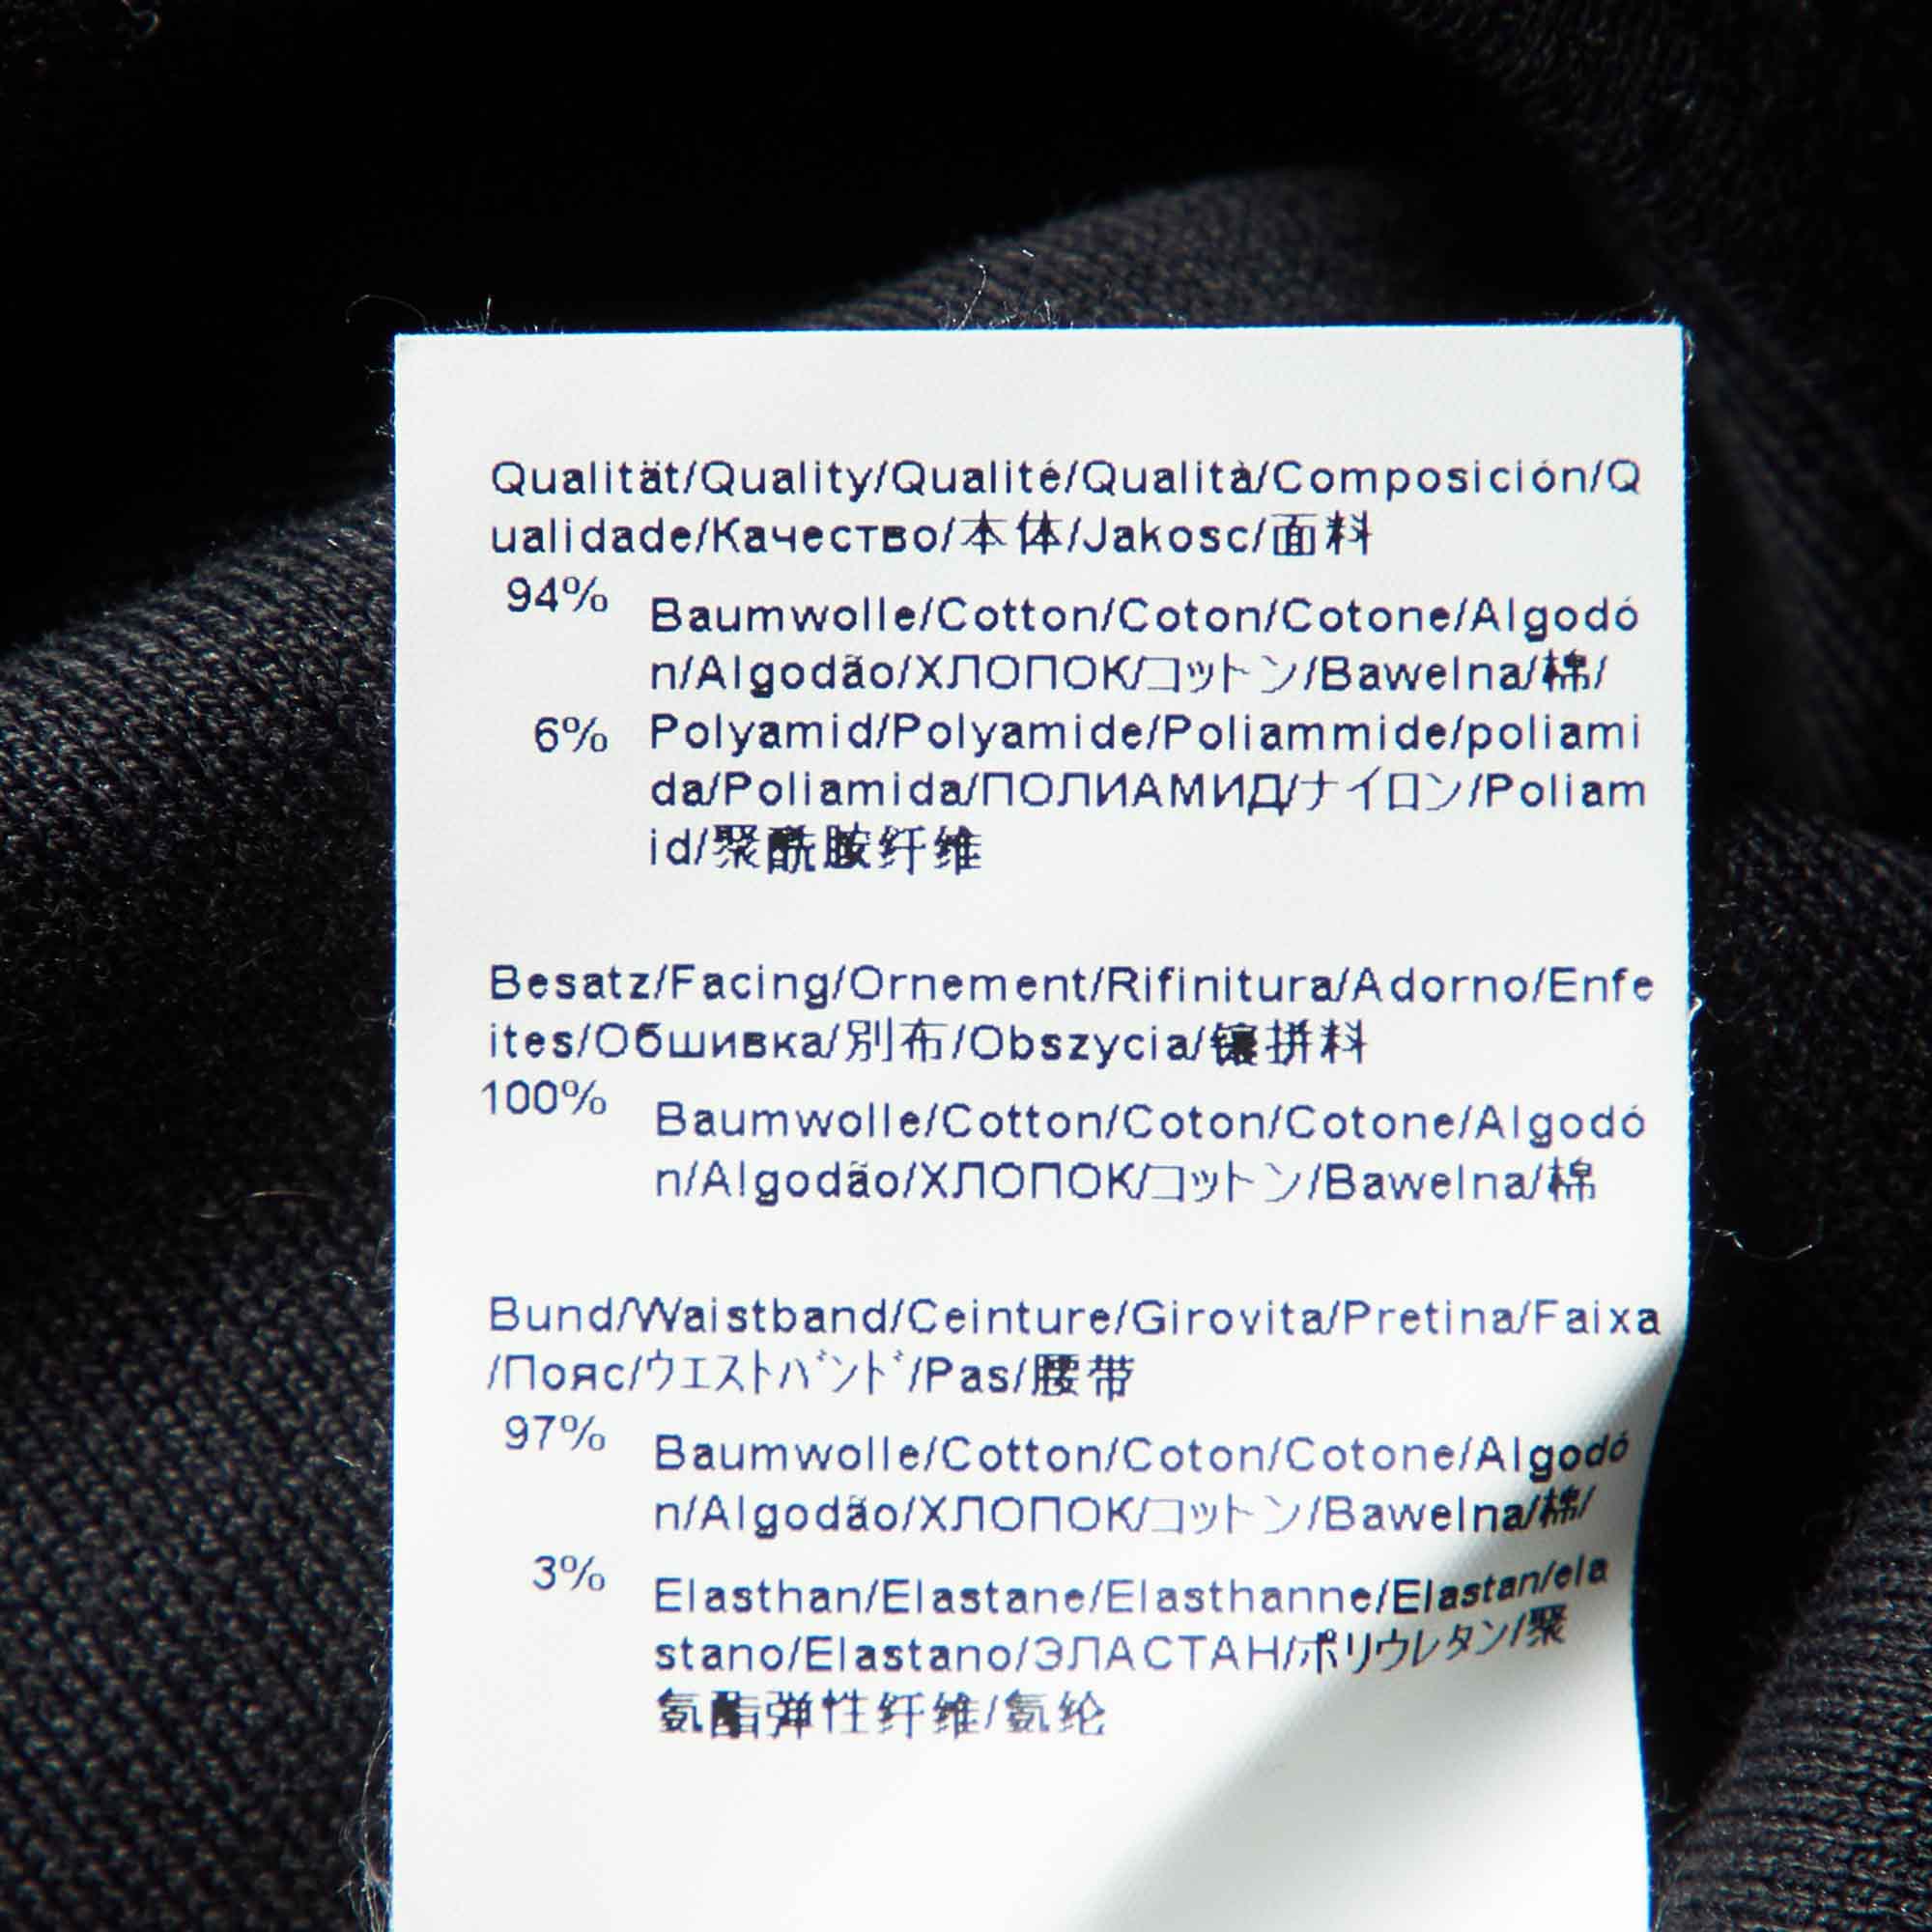 Qualität/Quality/Qualité/Qualità/Composición/Q
ualidade/Качество/本体/Jakosc/面料
94%
Baumwolle/Cotton/Coton/Cotone/Algodó
n/Algodão/ХЛОПОК/コットン/Bawelna/棉/
6% Polyamid/Polyamide/Poliammide/poliami
da/Poliamida/ПОЛИАМИД/ナイロン/Poliam
id/聚酰胺纤维
Besatz/Facing/Ornement/Rifinitura/Adorno/Enfe
ites/Обшивка/別布/Obszycia/镶拼料
100%
Baumwolle/Cotton/Coton/Cotone/Algodó
n/Algodão/ХЛОПОК/コットン/Bawelna/棉
Bund/Waistband/Ceinture/Girovita/Pretina/Faixa
/Пояс/ウエストバンド/Pas/腰带
97%
Baumwolle/Cotton/Coton/Cotone/Algodó
n/Algodão/ХЛОПОК/コットン/Bawelna/棉/
3%
Elasthan/Elastane/Elasthanne/Elastan/ela
stano/Elastano/ЭЛАСТАН/ポリウレタン/聚
氨酯弹性纤维/氨纶